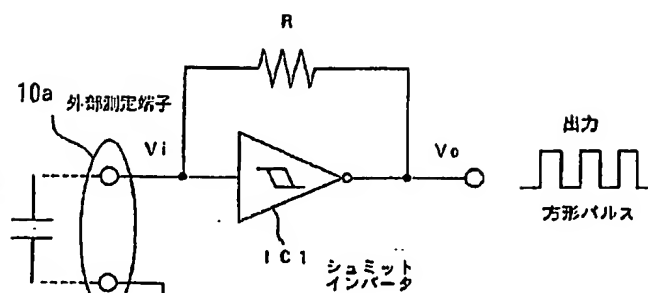 R
10a 外部測定端子
Vi
Vo
出力
方形パルス
IC1
シュミット
インバータ